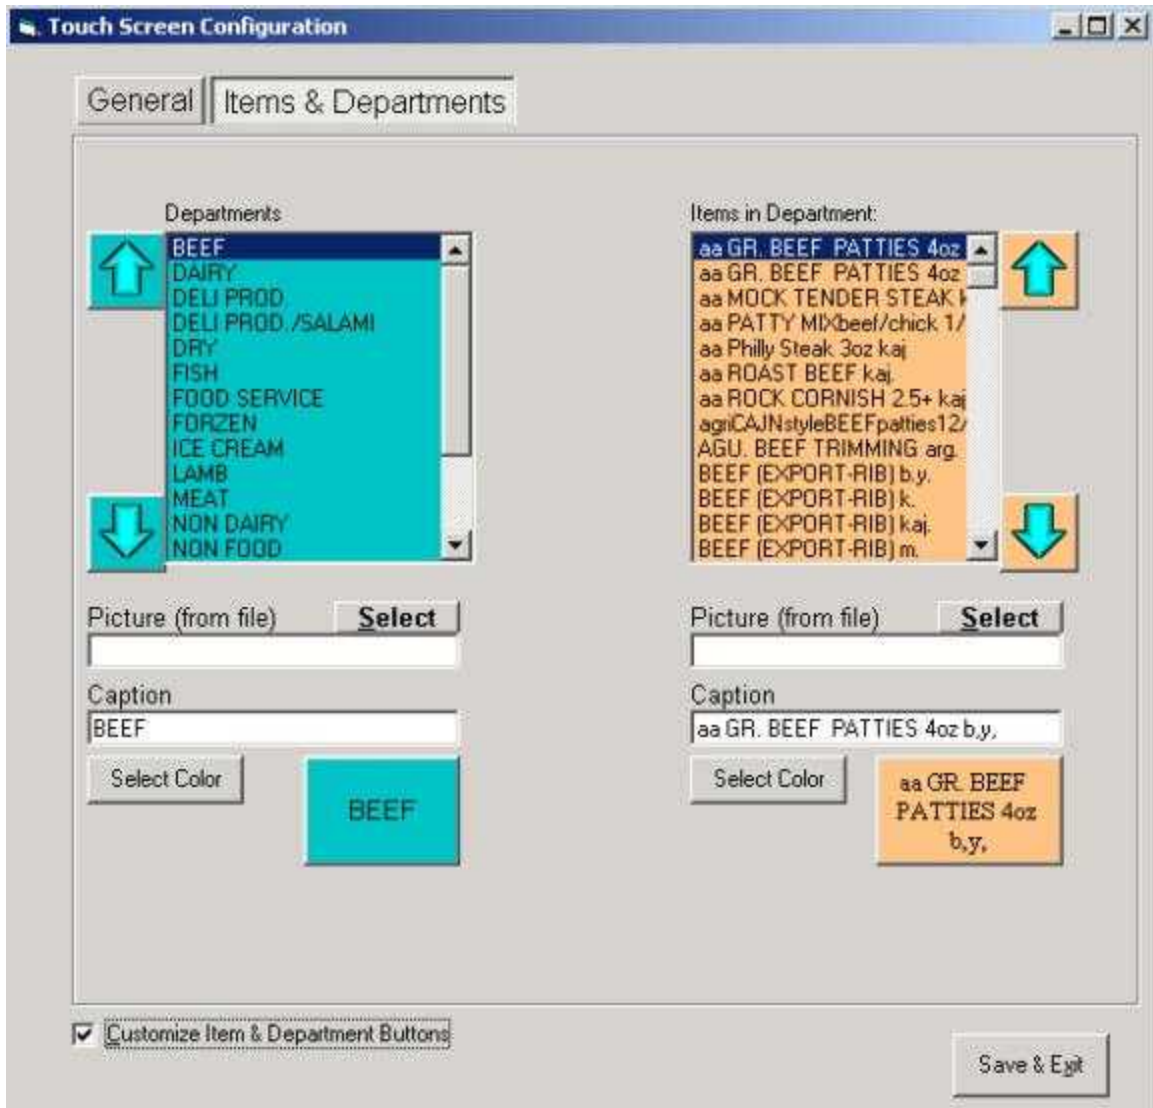 Touch Screen Configuration
General
Items & Departments
Departments
BEEF
DAIRY
DELI PROD
DELI PROD./SALAMI
DRY
FISH
FOOD SERVICE
FORZEN
ICE CREAM
LAMB
MEAT
NON DAIRY
NON FOOD
Items in Department:
aa GR. BEEF PATTIES 4oz
aa GR. BEEF PATTIES 4oz
aa MOCK TENDER STEAK k
aa PATTY MIXbeef/chick 1/
aa Philly Steak 3oz kaj
aa ROAST BEEF kaj.
aa ROCK CORNISH 2.5+ kaj
agriCAJNstyleBEEFpatties12/
AGU. BEEF TRIMMING arg.
BEEF (EXPORT-RIB) b.y.
BEEF (EXPORT-RIB) k.
BEEF (EXPORT-RIB) kaj.
BEEF (EXPORT-RIB) m.
Picture (from file) Select
Caption
BEEF
Select Color
BEEF
Picture (from file) Select
Caption
aa GR. BEEF PATTIES 4oz b,y,
Select Color
aa GR. BEEF
PATTIES 4oz
b,y,
Customize Item & Department Buttons
Save & Exit